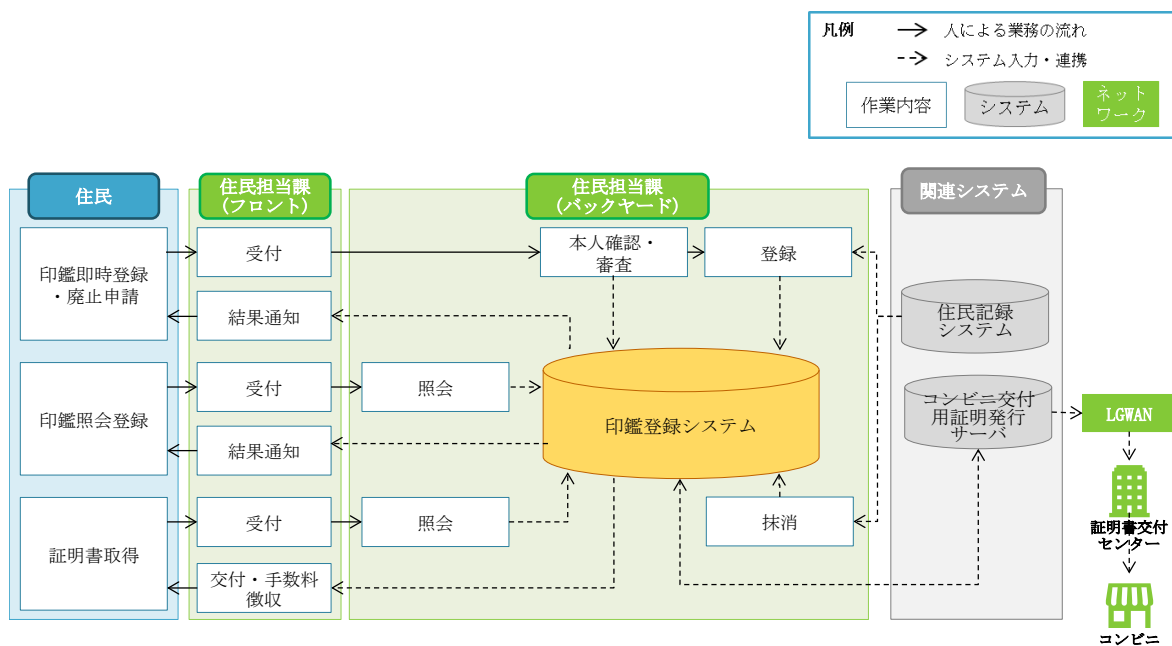 凡例
人による業務の流れ
システム入力・連携
作業内容
システム
ネット
ワーク
住民
住民担当課
(フロント)
住民担当課
(バックヤード)
関連システム
印鑑即時登録
・廃止申請
受付
本人確認・
審査
登録
結果通知
住民記録
システム
印鑑照会登録
受付
照会
印鑑登録システム
コンビニ交付
用証明発行
サーバ
LGWAN
結果通知
証明書取得
受付
照会
抹消
証明書交付
センター
交付・手数料
徴収
コンビニ